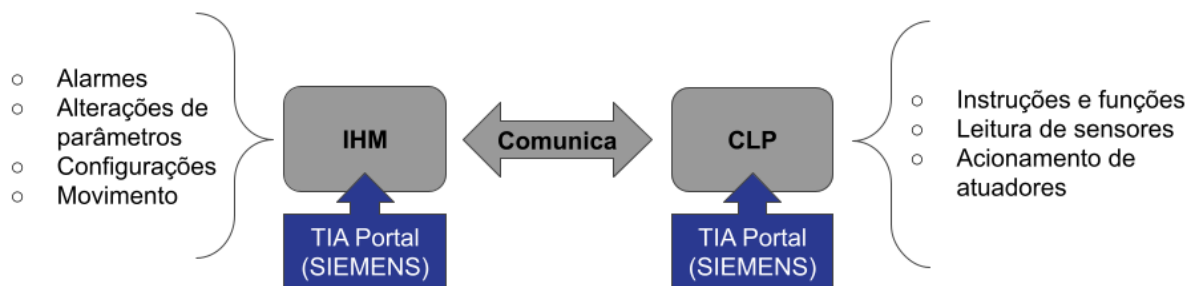 ○ Alarmes
○ Alterações de
parâmetros
○ Configurações
○ Movimento
IHM
Comunica
CLP
○ Instruções e funções
○ Leitura de sensores
○ Acionamento de
atuadores
TIA Portal
(SIEMENS)
TIA Portal
(SIEMENS)